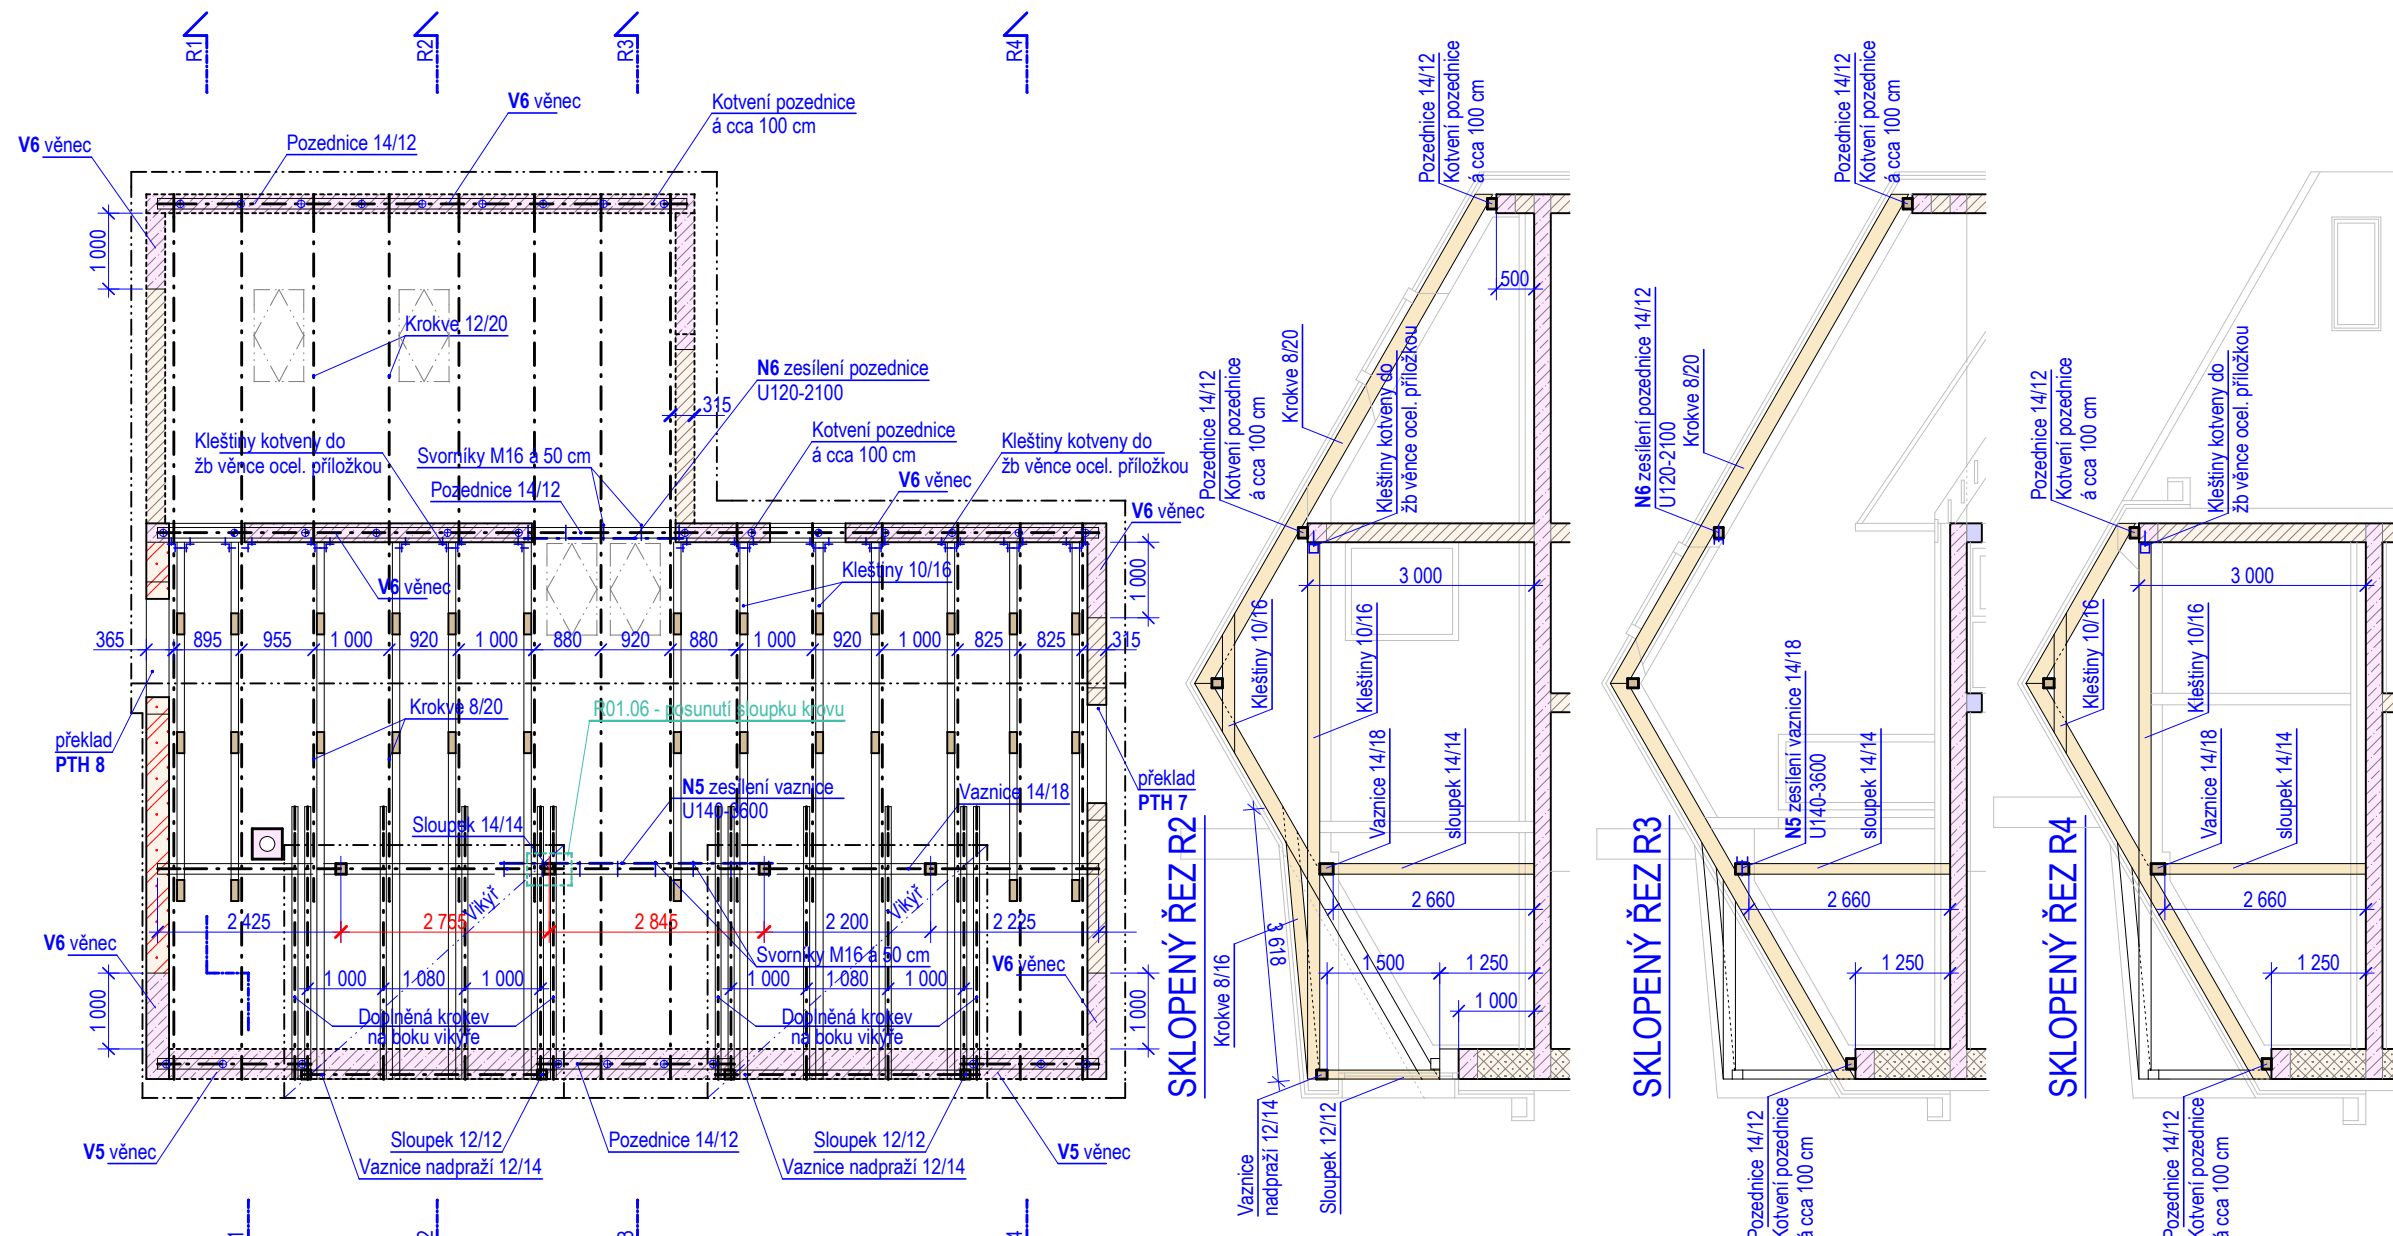 R1
R2
R3
R4
V6 věnec
Kotvení pozednice
á cca 100 cm
V6 věnec
Pozednice 14/12
1 000
Krokve 12/20
N6 zesílení pozednice
U120-2100
315
Kleštiny kotveny do
žb věnce ocel. příložkou
Svorníky M16 a 50 cm
Pozednice 14/12
Kotvení pozednice
á cca 100 cm
V6 věnec
Kleštiny kotveny do
žb věnce ocel. příložkou
V6 věnec
V6 věnec
Kleštiny 10/16
1 000
365
895
955
1 000
920
1 000
880
920
880
1 000
920
1 000
825
825
315
Krokve 8/20
R01.06 - posunutí sloupku krovu
překlad
PTH 8
N5 zesílení vaznice
U140-3600
Vaznice 14/18
překlad
PTH 7
Sloupek 14/14
Vikýř
Vikýř
2 425
2 755
2 845
2 200
2 225
V6 věnec
Svorníky M16 a 50 cm
V6 věnec
1 000
1 080
1 000
1 000
1 080
1 000
1 000
1 000
Doplněná krokev
na boku vikýře
Doplněná krokev
na boku vikýře
V5 věnec
Sloupek 12/12
Vaznice nadpraží 12/14
Pozednice 14/12
Sloupek 12/12
Vaznice nadpraží 12/14
V5 věnec
SKLOPENÝ ŘEZ R2
Pozednice 14/12
Kotvení pozednice
á cca 100 cm
500
Krokve 8/20
Pozednice 14/12
Kotvení pozednice
á cca 100 cm
Kleštiny kotveny do
žb věnce ocel. příložkou
3 000
Kleštiny 10/16
Kleštiny 10/16
Vaznice 14/18
sloupek 14/14
2 660
3 618
Krokve 8/16
1 500
1 250
1 000
Vaznice
nadpraží 12/14
Sloupek 12/12
SKLOPENÝ ŘEZ R3
Pozednice 14/12
Kotvení pozednice
á cca 100 cm
N6 zesílení pozednice 14/12
U120-2100
Krokve 8/20
N5 zesílení vaznice 14/18
U140-3600
sloupek 14/14
2 660
1 250
Pozednice 14/12
Kotvení pozednice
á cca 100 cm
SKLOPENÝ ŘEZ R4
Pozednice 14/12
Kotvení pozednice
á cca 100 cm
Kleštiny kotveny do
žb věnce ocel. příložkou
3 000
Kleštiny 10/16
Kleštiny 10/16
Vaznice 14/18
sloupek 14/14
2 660
1 250
Pozednice 14/12
Kotvení pozednice
á cca 100 cm